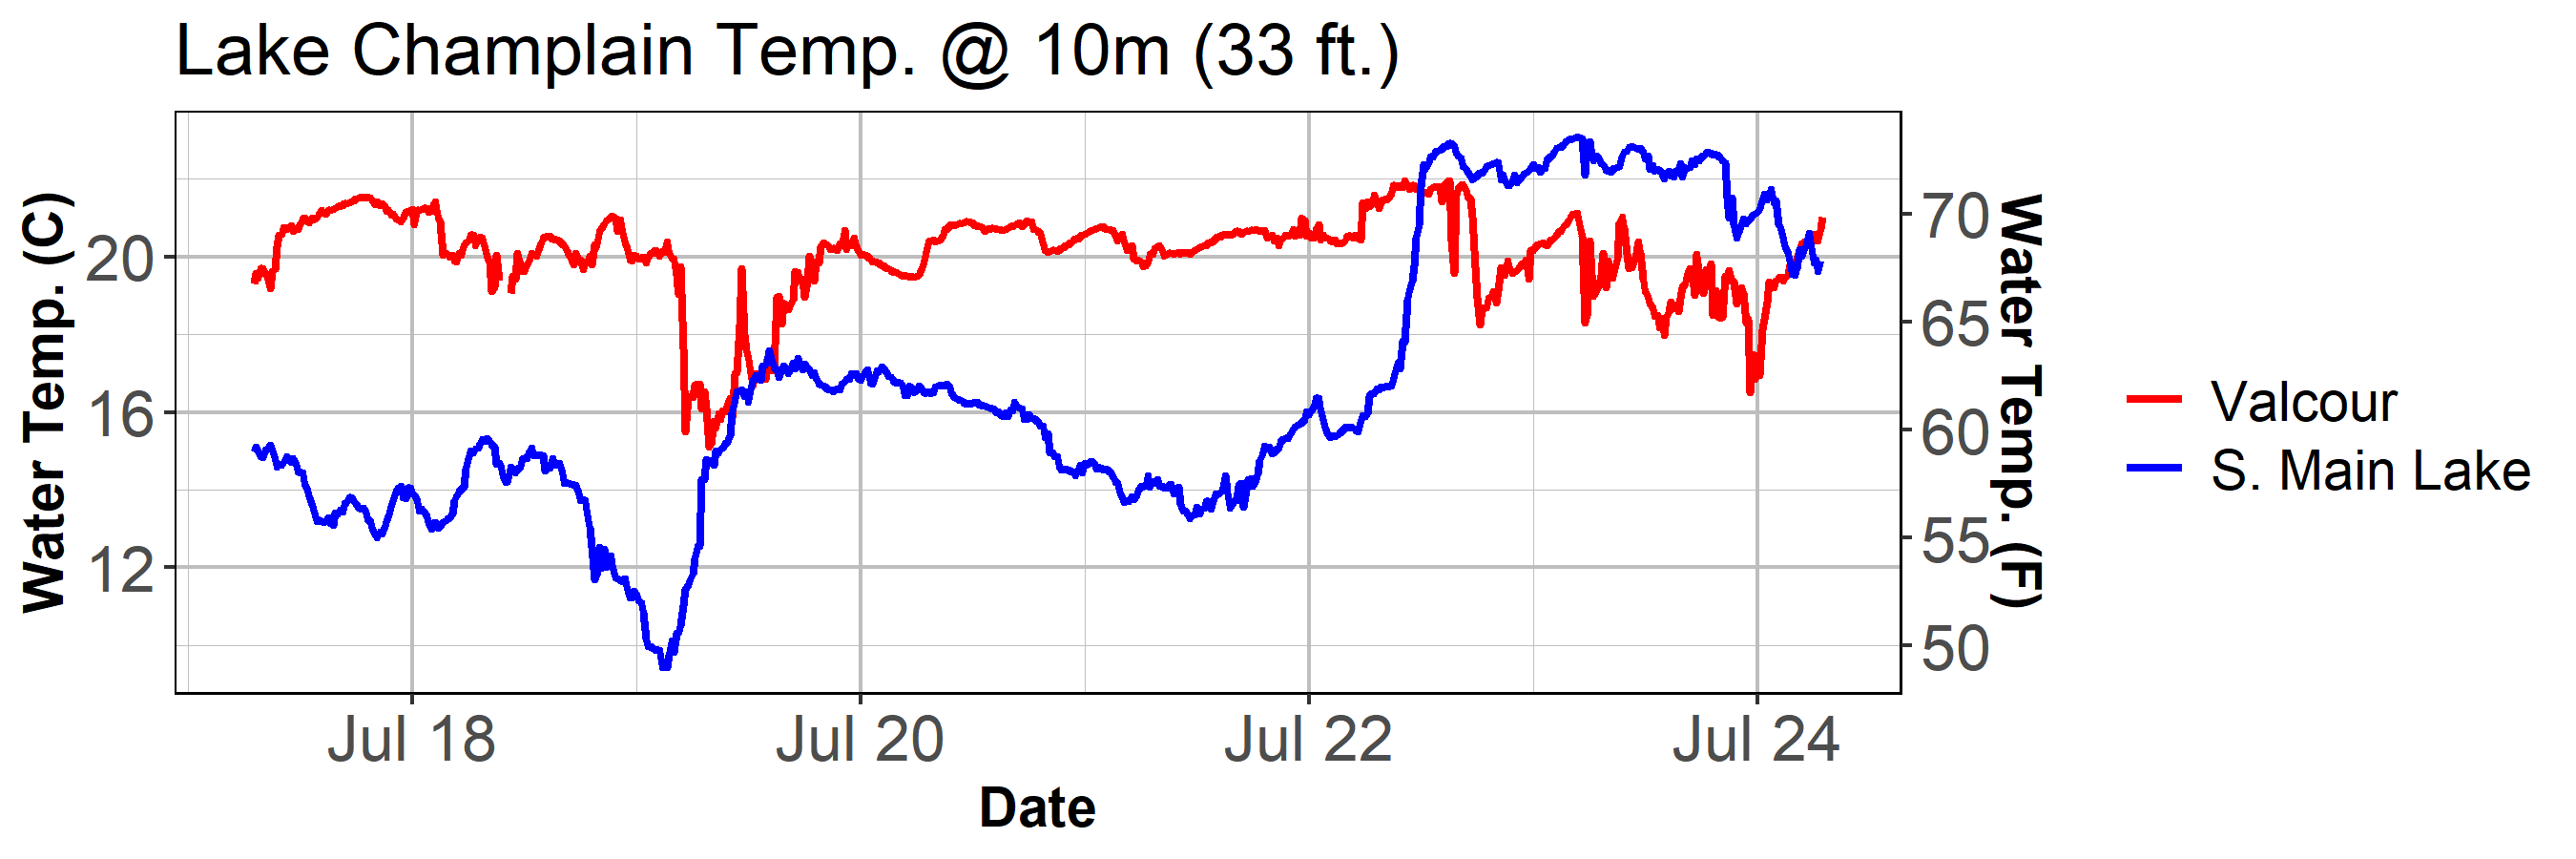 Lake Champlain Temp. @ 10m (33 ft.)
Water Temp. (C)
20
16
12
70
65
60
55
50
Water Temp. (F)
Jul 18
Jul 20
Jul 22
Jul 24
Date
Valcour
S. Main Lake